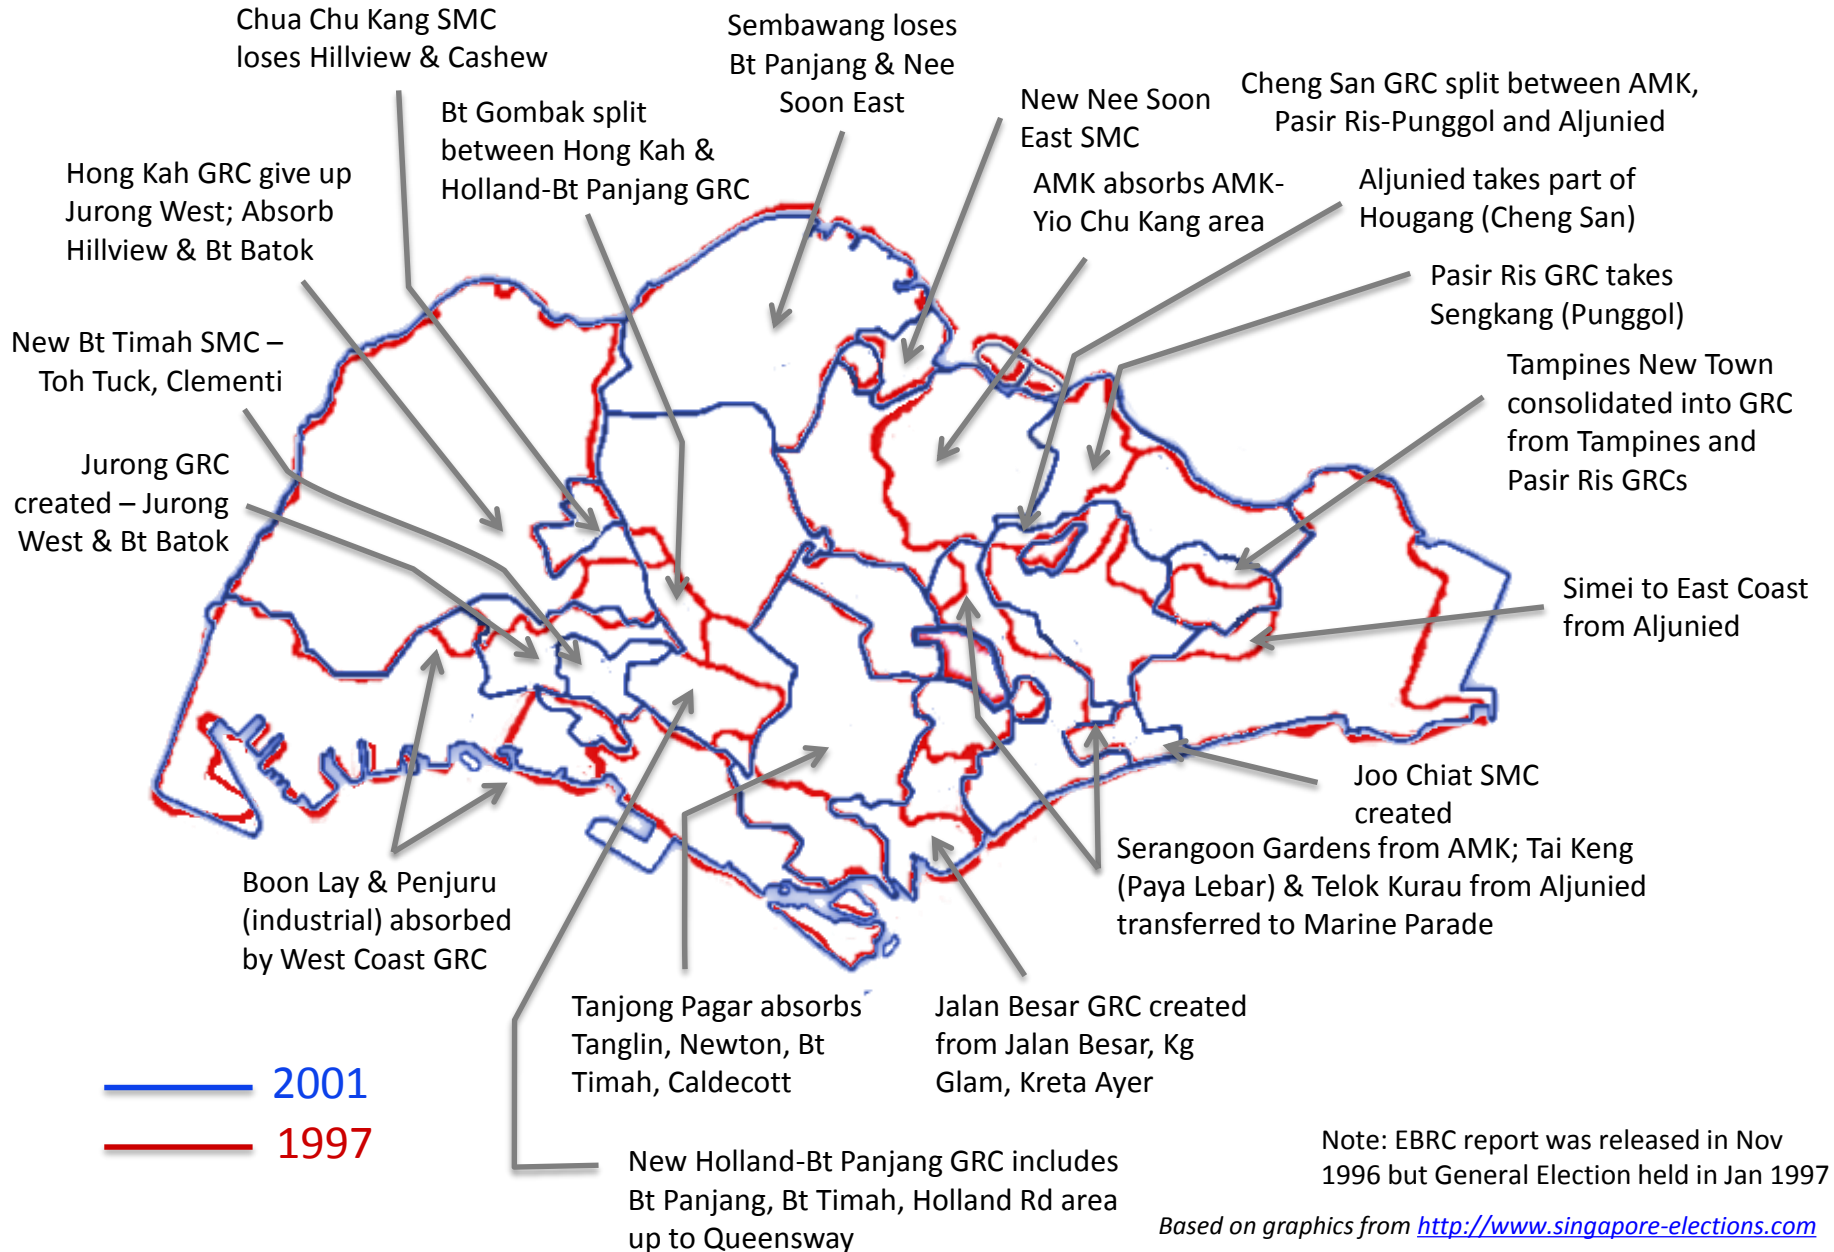 Chua Chu Kang SMC
loses Hillview & Cashew
Sembawang loses
Bt Panjang & Nee
Soon East
Bt Gombak split
between Hong Kah &
Holland-Bt Panjang GRC
New Nee Soon
East SMC
Cheng San GRC split between AMK,
Pasir Ris-Punggol and Aljunied
Hong Kah GRC give up
Jurong West; Absorb
Hillview & Bt Batok
AMK absorbs AMK-
Yio Chu Kang area
Aljunied takes part of
Hougang (Cheng San)
Pasir Ris GRC takes
Sengkang (Punggol)
New Bt Timah SMC –
Toh Tuck, Clementi
Tampines New Town
consolidated into GRC
from Tampines and
Pasir Ris GRCs
Jurong GRC
created – Jurong
West & Bt Batok
Simei to East Coast
from Aljunied
Joo Chiat SMC
created
Serangoon Gardens from AMK; Tai Keng
(Paya Lebar) & Telok Kurau from Aljunied
transferred to Marine Parade
Boon Lay & Penjuru
(industrial) absorbed
by West Coast GRC
Tanjong Pagar absorbs
Tanglin, Newton, Bt
Timah, Caldecott
Jalan Besar GRC created
from Jalan Besar, Kg
Glam, Kreta Ayer
2001
1997
New Holland-Bt Panjang GRC includes
Bt Panjang, Bt Timah, Holland Rd area
up to Queensway
Note: EBRC report was released in Nov
1996 but General Election held in Jan 1997
Based on graphics from http://www.singapore-elections.com